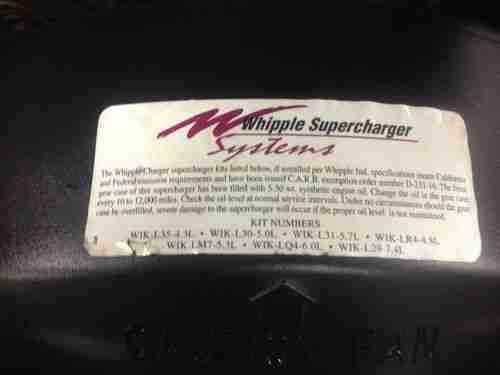 Whipple Supercharger
Systems
The Whipple Charger supercharger kits listed below, if installed per Whipple Ind. specifications meets California
and Federal emission requirements and have been issued C.A.R.B. exemption order number D-231-16. The front
gear case of this supercharger has been filled with 5-50 wt. synthetic engine oil. Change the oil in the gear case
every 10 to 12,000 miles. Check the oil level at normal service intervals. Under no circumstances should the gear
case be overfilled, severe damage to the supercharger will occur if the proper oil level is not maintained.
KIT NUMBERS
WIK-L35-4.3L • WIK-L30-5.0L • WIK-L31-5.7L • WIK-LR4-4.8L
WIK-LM7-5.3L • WIK-LQ4-6.0L • WIK-L29-7.4L
FAN